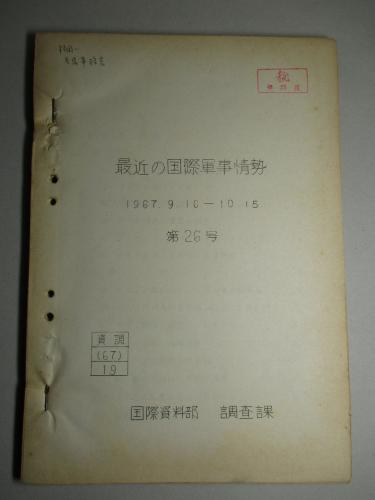 秘
最近の国際軍事情勢
1967.9.16-10.15
第26号
資調
(67)
19
国際資料部 調査課